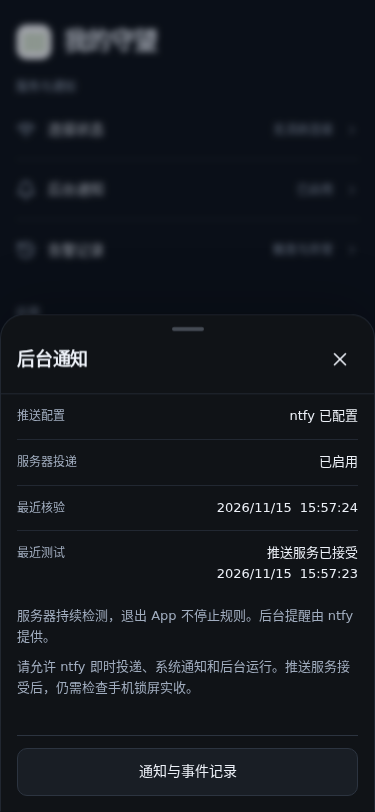 我的守望
后台通知
推送配置 ntfy 已配置
服务器投递 已启用
最近核验 2026/11/15 15:57:24
最近测试 推送服务已接受
2026/11/15 15:57:23
服务器持续检测，退出 App 不停止规则。后台提醒由 ntfy
提供。
请允许 ntfy 即时投递、系统通知和后台运行。推送服务接
受后，仍需检查手机锁屏实收。
通知与事件记录